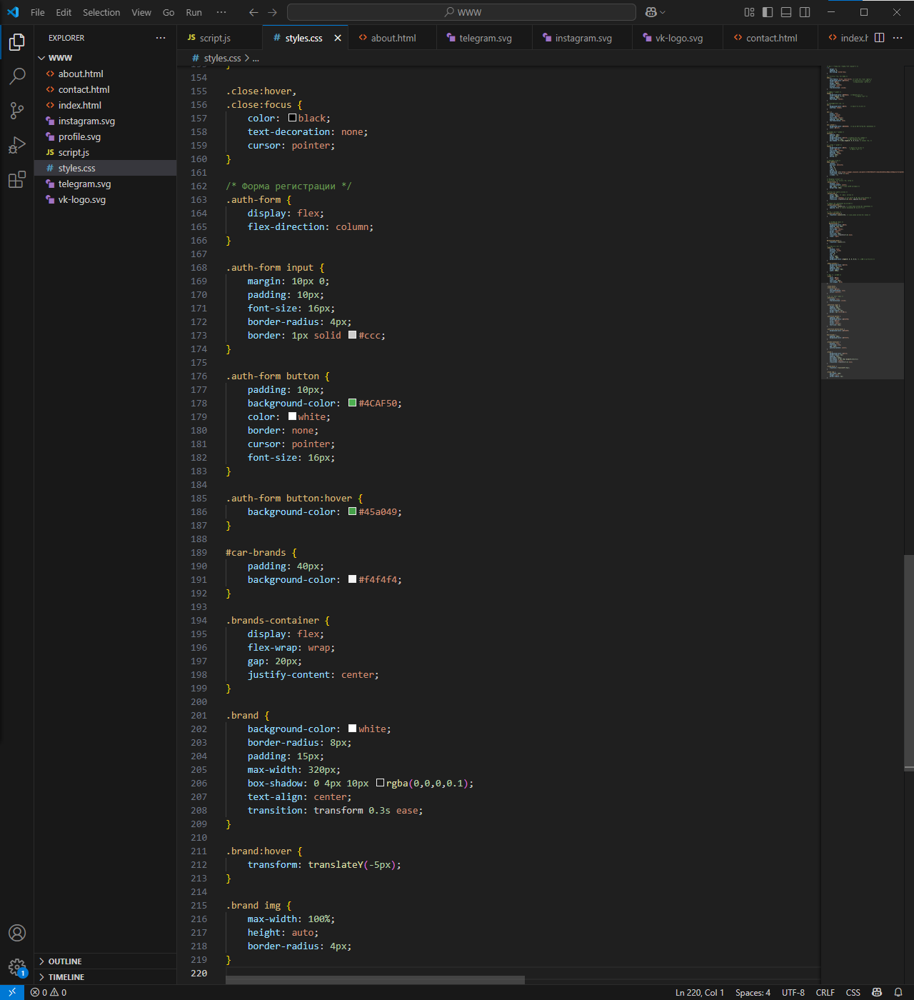 File Edit Selection View Go Run ··· WWW
EXPLORER ···
script.js styles.css about.html telegram.svg instagram.svg vk-logo.svg contact.html
WWW
about.html
contact.html
index.html
instagram.svg
profile.svg
script.js
styles.css
telegram.svg
vk-logo.svg
OUTLINE
TIMELINE
# styles.css > ...
154
155 .close:hover,
156 .close:focus {
157 color: black;
158 text-decoration: none;
159 cursor: pointer;
160 }
161
162 /* Форма регистрации */
163 .auth-form {
164 display: flex;
165 flex-direction: column;
166 }
167
168 .auth-form input {
169 margin: 10px 0;
170 padding: 10px;
171 font-size: 16px;
172 border-radius: 4px;
173 border: 1px solid #ccc;
174 }
175
176 .auth-form button {
177 padding: 10px;
178 background-color: #4CAF50;
179 color: white;
180 border: none;
181 cursor: pointer;
182 font-size: 16px;
183 }
184
185 .auth-form button:hover {
186 background-color: #45a049;
187 }
188
189 #car-brands {
190 padding: 40px;
191 background-color: #f4f4f4;
192 }
193
194 .brands-container {
195 display: flex;
196 flex-wrap: wrap;
197 gap: 20px;
198 justify-content: center;
199 }
200
201 .brand {
202 background-color: white;
203 border-radius: 8px;
204 padding: 15px;
205 max-width: 320px;
206 box-shadow: 0 4px 10px rgba(0,0,0,0.1);
207 text-align: center;
208 transition: transform 0.3s ease;
209 }
210
211 .brand:hover {
212 transform: translateY(-5px);
213 }
214
215 .brand img {
216 max-width: 100%;
217 height: auto;
218 border-radius: 4px;
219 }
220
1
0 0 Ln 220, Col 1 Spaces: 4 UTF-8 CRLF CSS